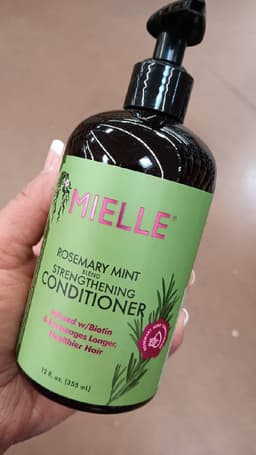 MIELLE®
ROSEMARY MINT
BLEND
STRENGTHENING
CONDITIONER
Infused w/Biotin
& Encourages Longer,
Healthier Hair
12 fl. oz. (355 ml)